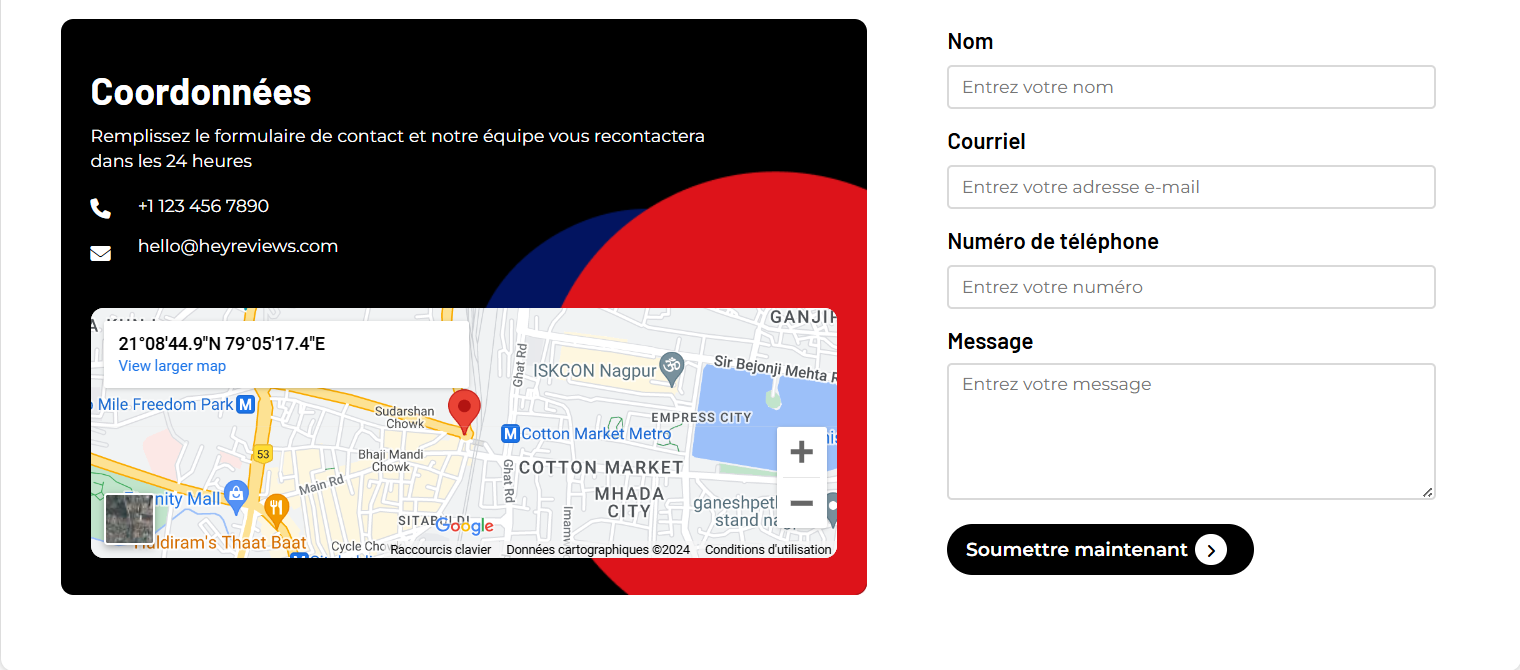 Coordonnées
Remplissez le formulaire de contact et notre équipe vous recontactera
dans les 24 heures
+1 123 456 7890
hello@heyreviews.com
21°08'44.9"N 79°05'17.4"E
View larger map
GANJIP
Ghat Rd
ISKCON Nagpur
Sir Bejonji Mehta R
Mile Freedom Park
M
Sudarshan
Chowk
EMPRESS CITY
M
Cotton Market Metro
53
Bhaji Mandi
Chowk
COTTON MARKET
Ghat Rd
Main Rd
MHADA
CITY
nity Mall
ganeshpet
stand na
Google
Haldiram's Thaat Baat
Cycle Cho
Raccourcis clavier
Données cartographiques ©2024
Conditions d'utilisation
Nom
Entrez votre nom
Courriel
Entrez votre adresse e-mail
Numéro de téléphone
Entrez votre numéro
Message
Entrez votre message
Soumettre maintenant